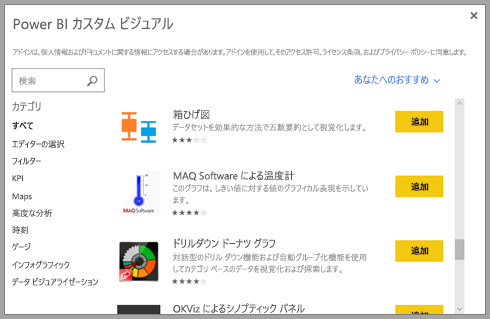 Power BI カスタム ビジュアル
アドインは、個人情報およびドキュメントに関する情報にアクセスする場合があります。アドインを使用して、そのアクセス許可、ライセンス条項、およびプライバシー ポリシーに同意します。
検索
あなたへのおすすめ
カテゴリ
すべて
エディターの選択
フィルター
KPI
Maps
高度な分析
時刻
ゲージ
インフォグラフィック
データ ビジュアライゼーション
箱ひげ図
データセットを効果的な方法で五数要約として視覚化します。
追加
MAQ Software
MAQ Software による温度計
このグラフは、しきい値に対する値のグラフィカル表現を示してい
ます。
追加
ドリルダウン ドーナツ グラフ
対話型のドリル ダウン機能および自動グループ化機能を使用
してカテゴリ ベースのデータを視覚化および探索します。
追加
OKViz によるシノプティック パネル